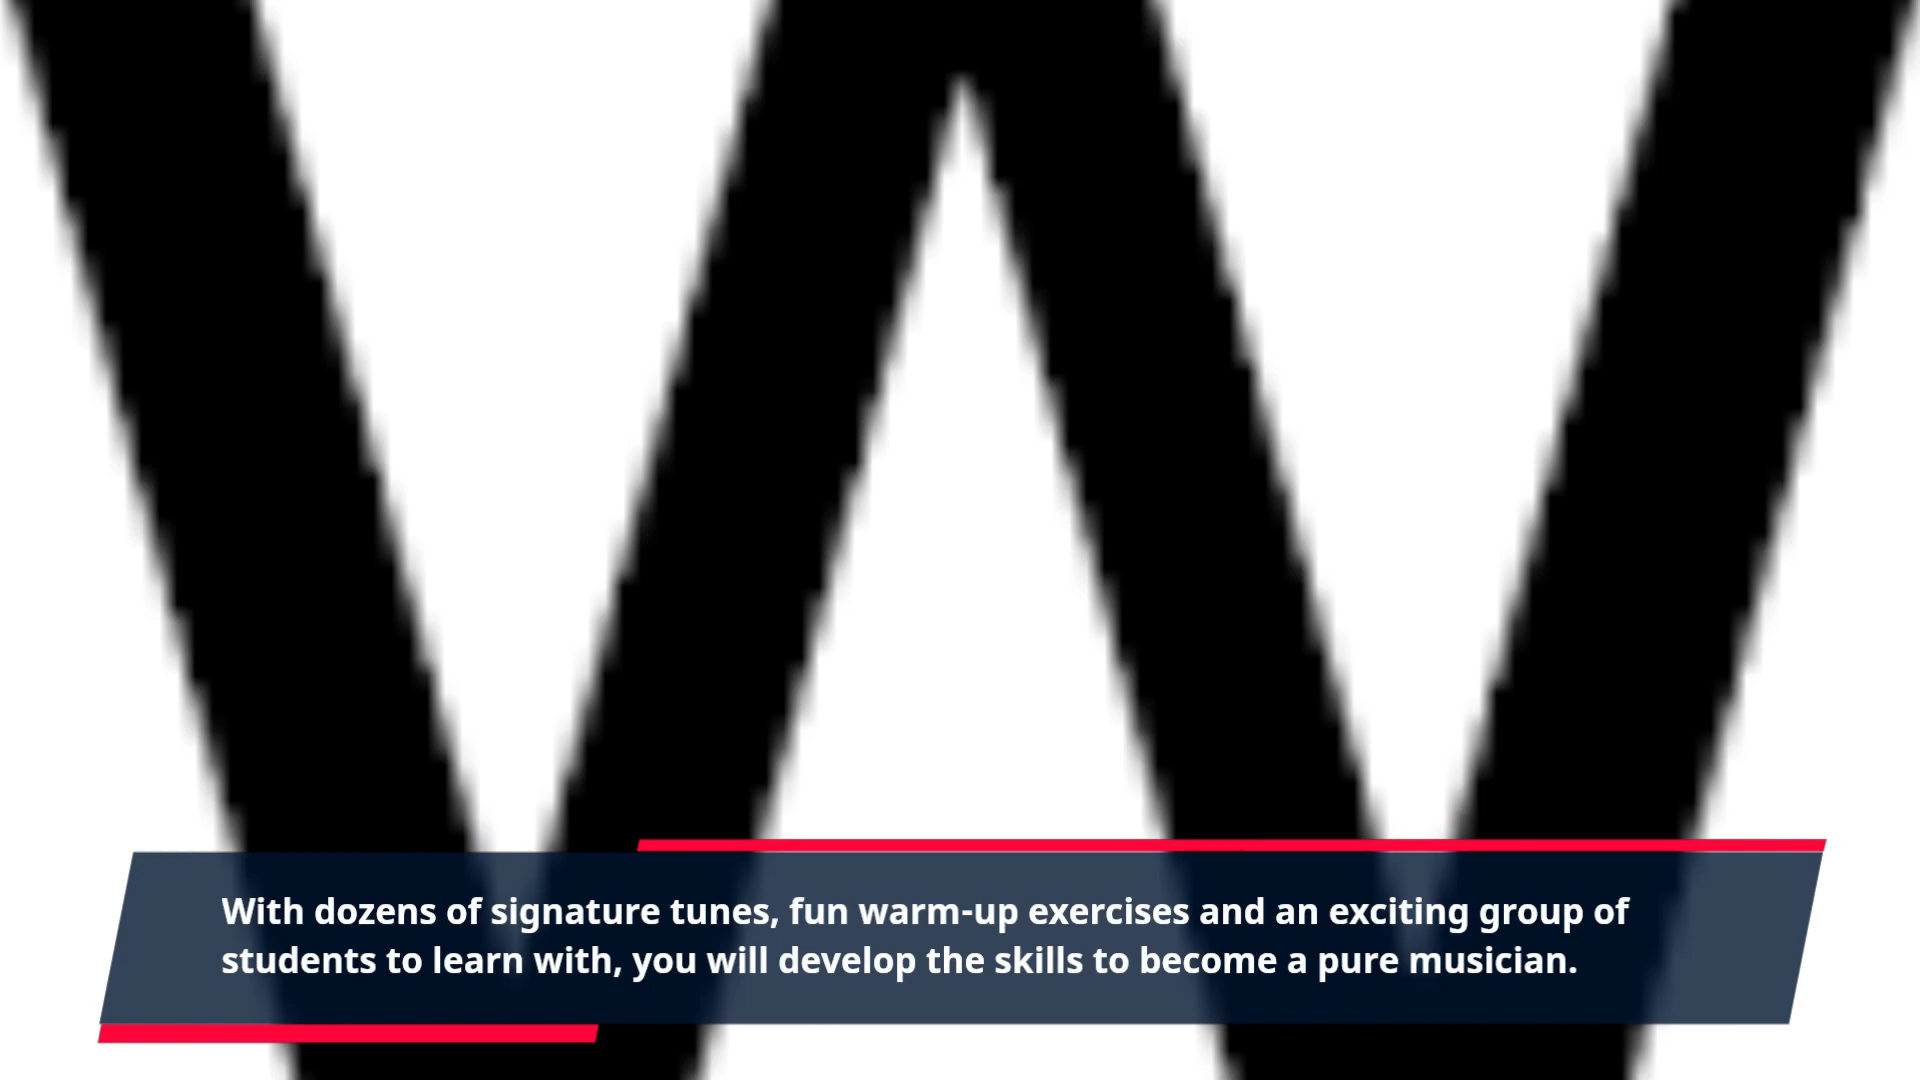 W
With dozens of signature tunes, fun warm-up exercises and an exciting group of
students to learn with, you will develop the skills to become a pure musician.